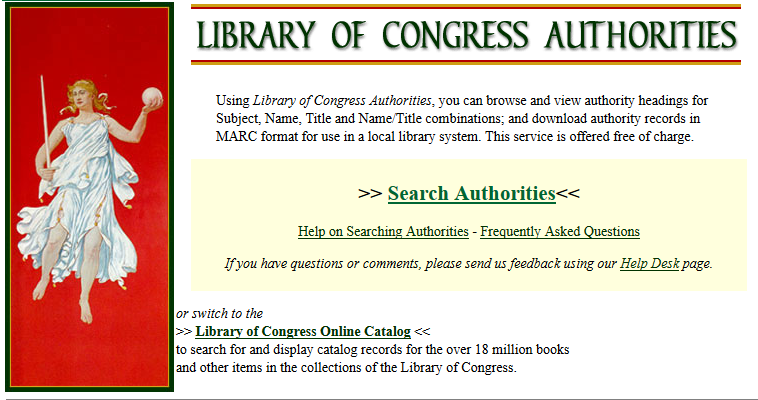 LIBRARY OF CONGRESS AUTHORITIES
Using Library of Congress Authorities, you can browse and view authority headings for
Subject, Name, Title and Name/Title combinations; and download authority records in
MARC format for use in a local library system. This service is offered free of charge.
>> Search Authorities<<
Help on Searching Authorities - Frequently Asked Questions
If you have questions or comments, please send us feedback using our Help Desk page.
or switch to the
>> Library of Congress Online Catalog <<
to search for and display catalog records for the over 18 million books
and other items in the collections of the Library of Congress.